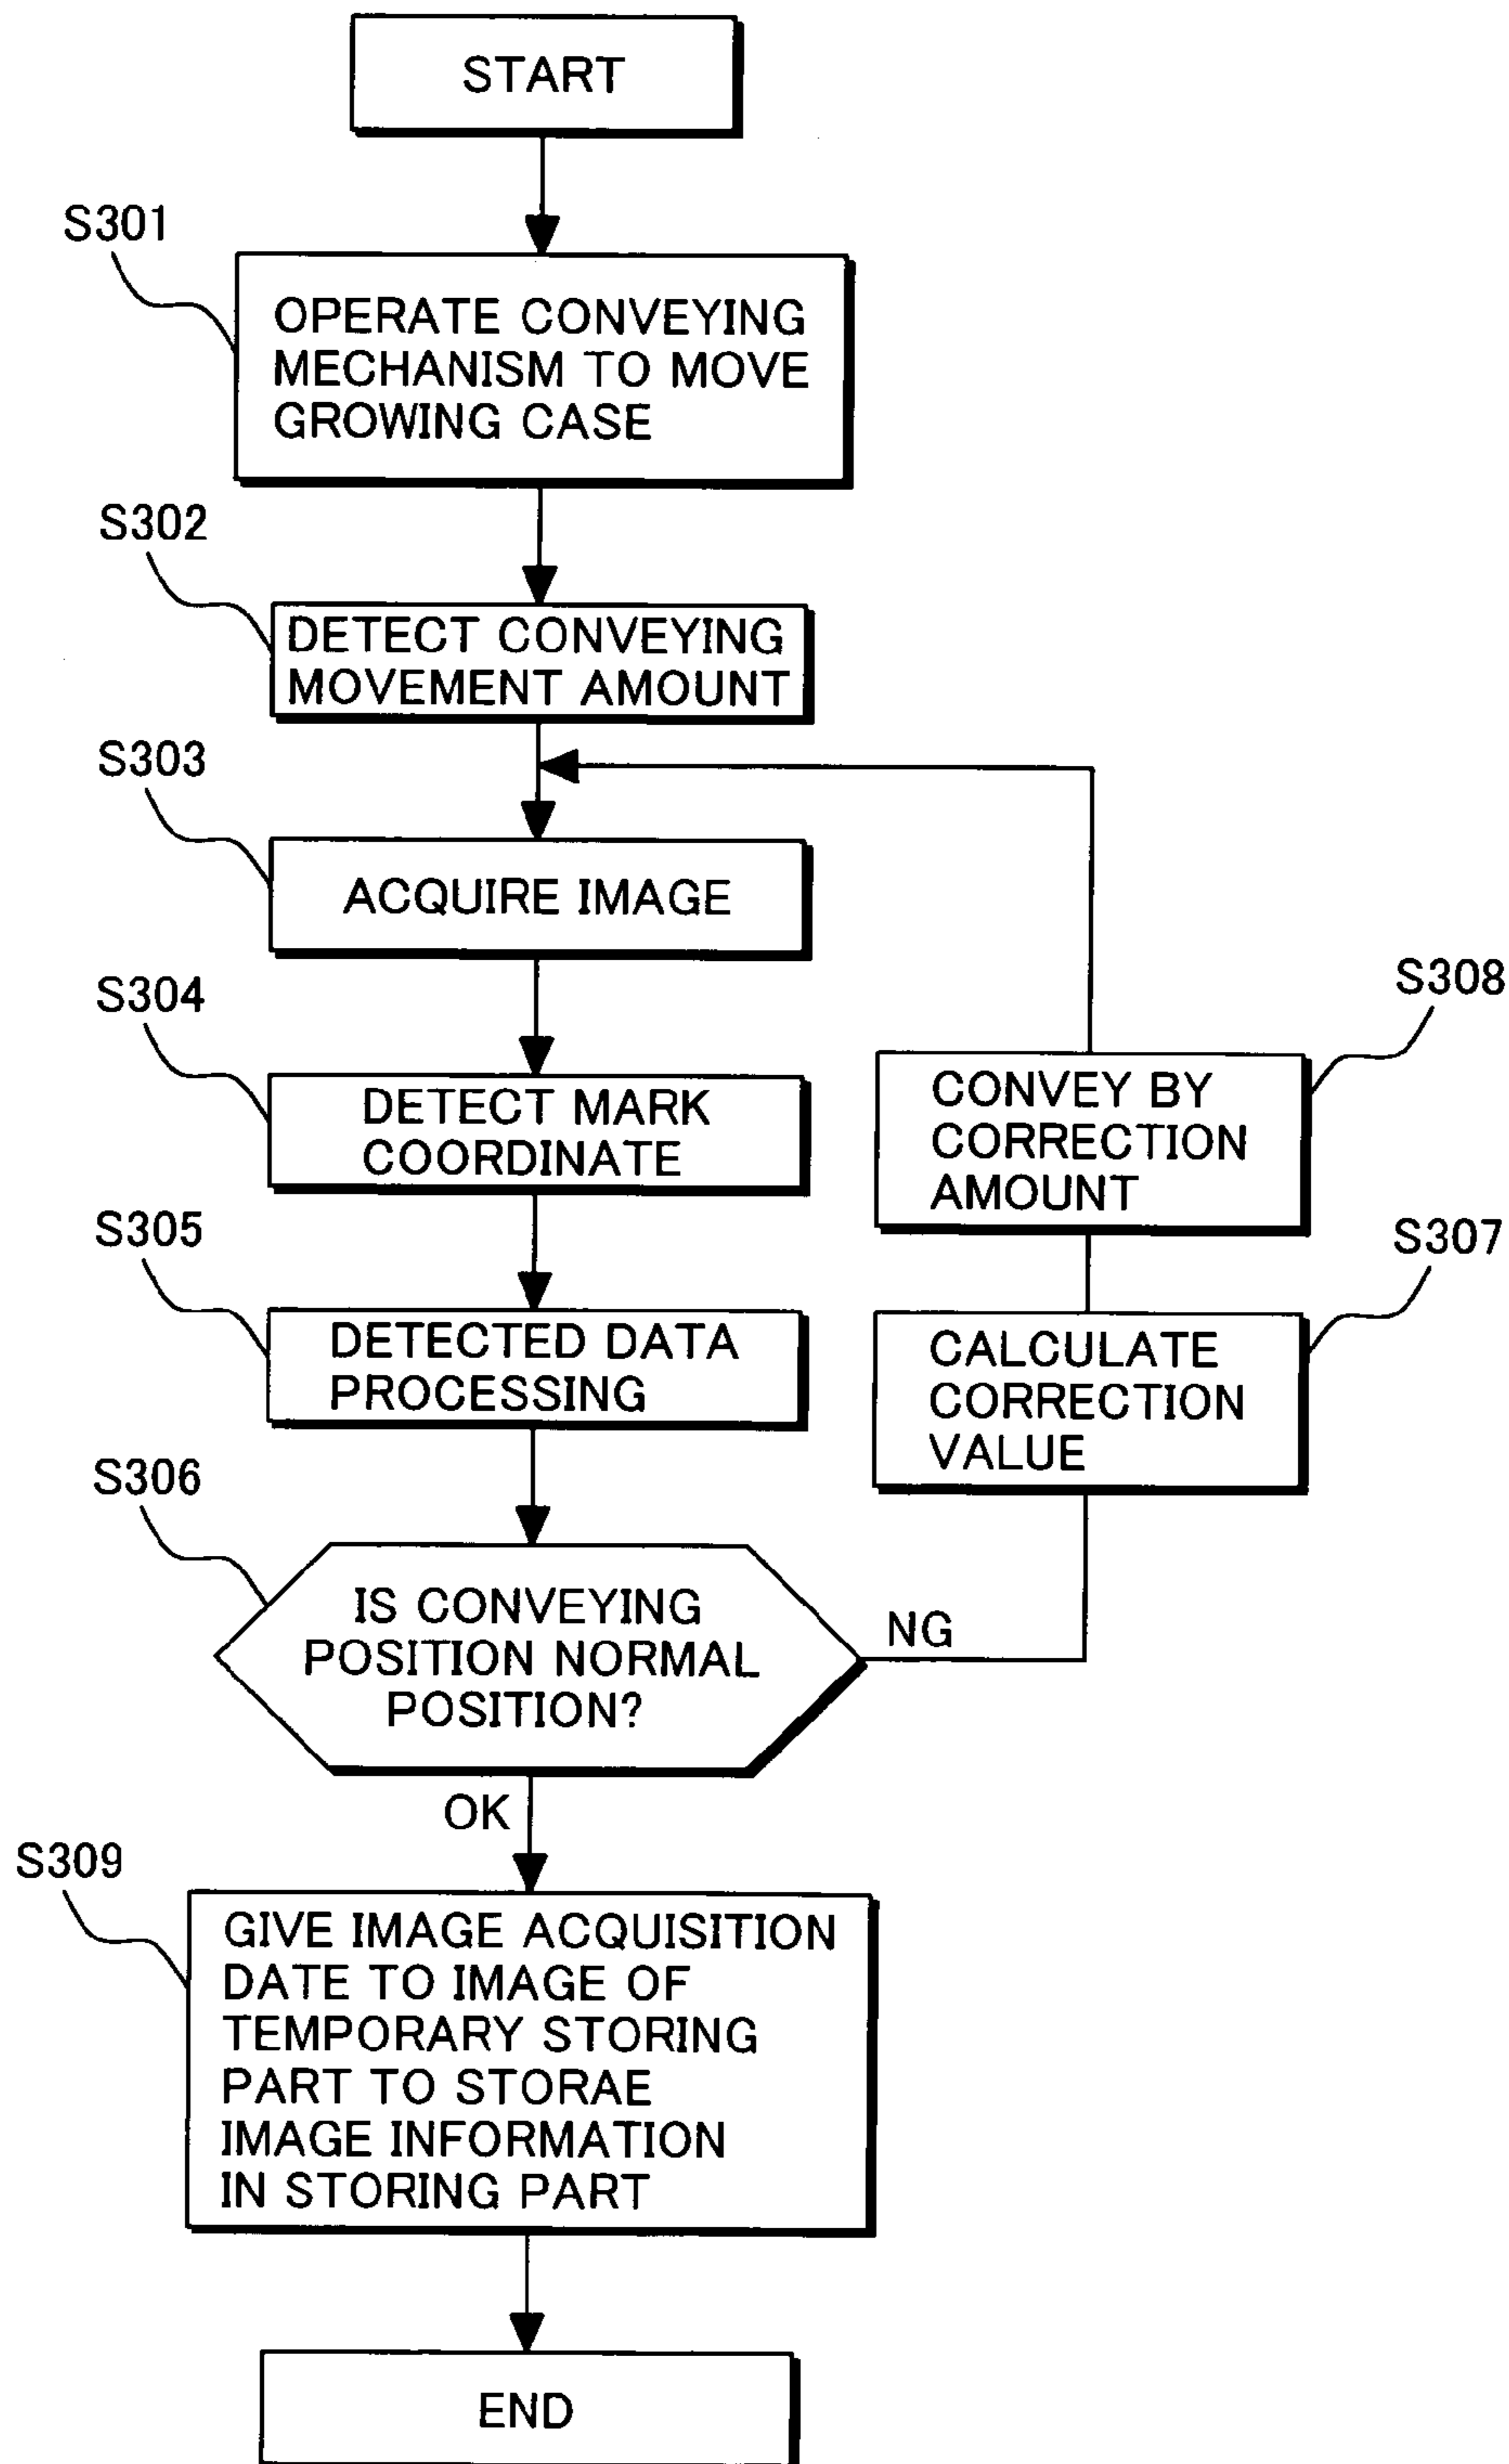 START
S301
OPERATE CONVEYING
MECHANISM TO MOVE
GROWING CASE
S302
DETECT CONVEYING
MOVEMENT AMOUNT
S303
ACQUIRE IMAGE
S304
DETECT MARK
COORDINATE
S305
DETECTED DATA
PROCESSING
S306
IS CONVEYING
POSITION NORMAL
POSITION?
NG
S307
CALCULATE
CORRECTION
VALUE
S308
CONVEY BY
CORRECTION
AMOUNT
OK
S309
GIVE IMAGE ACQUISITION
DATE TO IMAGE OF
TEMPORARY STORING
PART TO STORAE
IMAGE INFORMATION
IN STORING PART
END